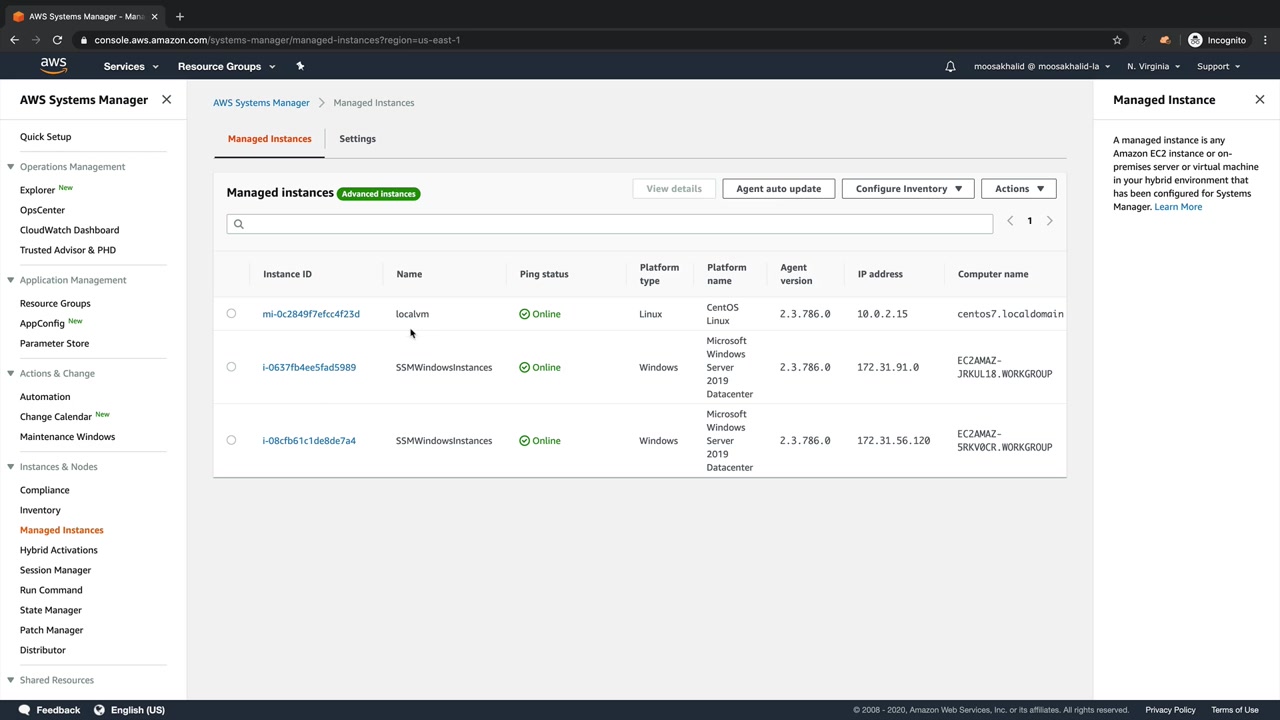 AWS Systems Manager - Mana
console.aws.amazon.com/systems-manager/managed-instances?region=us-east-1
Incognito
aws
Services
Resource Groups
moosakhalid @ moosakhalid-la
N. Virginia
Support
AWS Systems Manager
Quick Setup
Operations Management
Explorer New
OpsCenter
CloudWatch Dashboard
Trusted Advisor & PHD
Application Management
Resource Groups
AppConfig New
Parameter Store
Actions & Change
Automation
Change Calendar New
Maintenance Windows
Instances & Nodes
Compliance
Inventory
Managed Instances
Hybrid Activations
Session Manager
Run Command
State Manager
Patch Manager
Distributor
Shared Resources
AWS Systems Manager
Managed Instances
Managed Instances
Settings
Managed instances
Advanced instances
View details
Agent auto update
Configure Inventory
Actions
1
Instance ID
Name
Ping status
Platform
type
Platform
name
Agent
version
IP address
Computer name
mi-0c2849f7efcc4f23d
localvm
Online
Linux
CentOS
Linux
2.3.786.0
10.0.2.15
centos7.localdomain
i-0637fb4ee5fad5989
SSMWindowsInstances
Online
Windows
Microsoft
Windows
Server
2019
Datacenter
2.3.786.0
172.31.91.0
EC2AMAZ-
JRKUL18.WORKGROUP
i-08cfb61c1de8de7a4
SSMWindowsInstances
Online
Windows
Microsoft
Windows
Server
2019
Datacenter
2.3.786.0
172.31.56.120
EC2AMAZ-
5RKV0CR.WORKGROUP
Managed Instance
A managed instance is any
Amazon EC2 instance or on-
premises server or virtual machine
in your hybrid environment that
has been configured for Systems
Manager. Learn More
Feedback
English (US)
© 2008 - 2020, Amazon Web Services, Inc. or its affiliates. All rights reserved.
Privacy Policy
Terms of Use